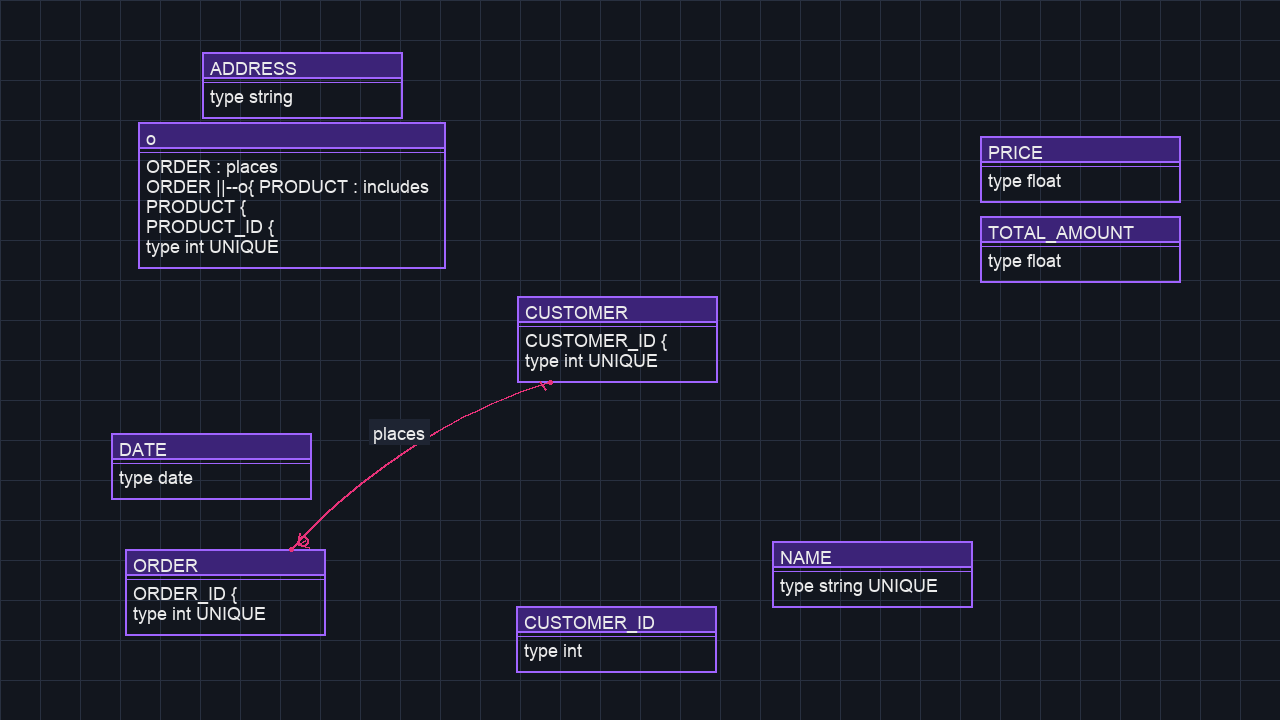 ADDRESS
type string
o
ORDER : places
ORDER ||--o{ PRODUCT : includes
PRODUCT {
PRODUCT_ID {
type int UNIQUE
PRICE
type float
TOTAL_AMOUNT
type float
CUSTOMER
CUSTOMER_ID {
type int UNIQUE
places
DATE
type date
ORDER
ORDER_ID {
type int UNIQUE
NAME
type string UNIQUE
CUSTOMER_ID
type int